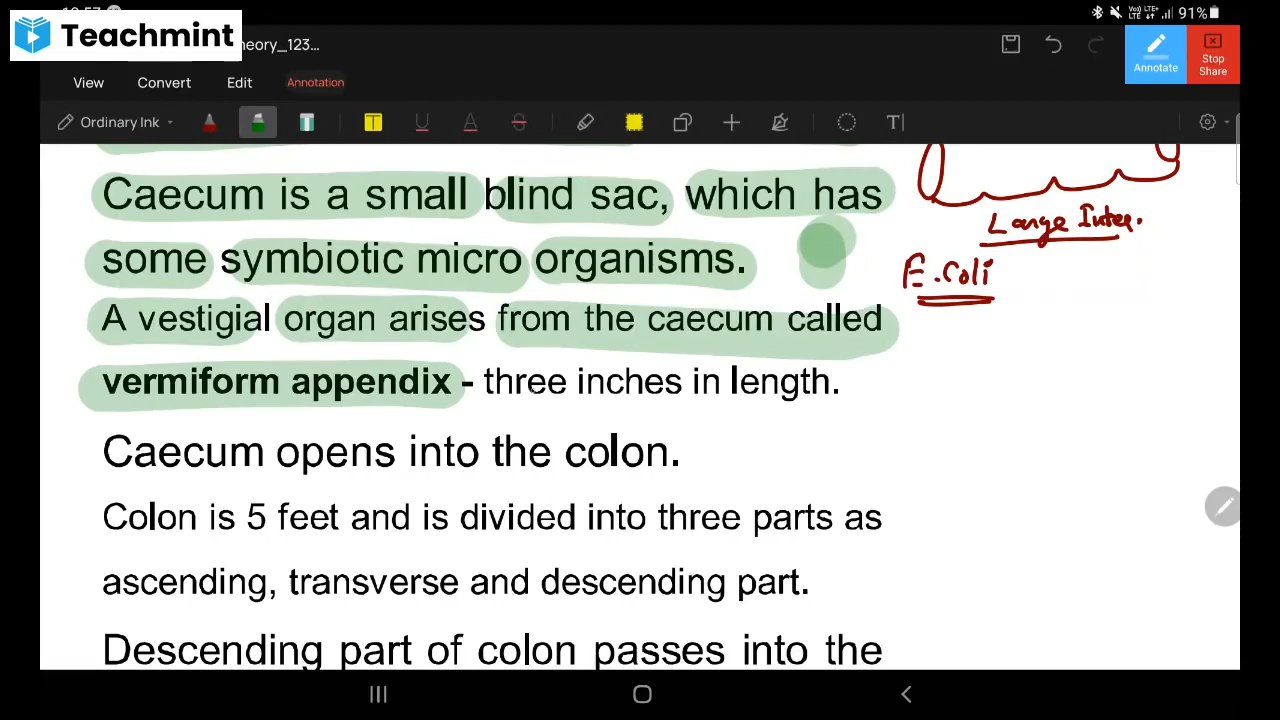 91%
Teachmint
heory_123...
Annotate
Stop
Share
View Convert Edit Annotation
Ordinary Ink
Caecum is a small blind sac, which has
some symbiotic micro organisms.
A vestigial organ arises from the caecum called
vermiform appendix - three inches in length.
Caecum opens into the colon.
Colon is 5 feet and is divided into three parts as
ascending, transverse and descending part.
Descending part of colon passes into the
Large Intes.
E.Coli